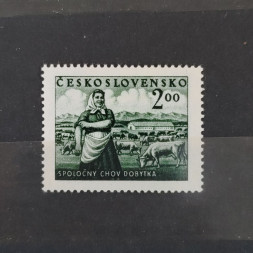 ČESKOSLOVENSKO
2.00
SPOLOČNÝ CHOV DOBYTKA